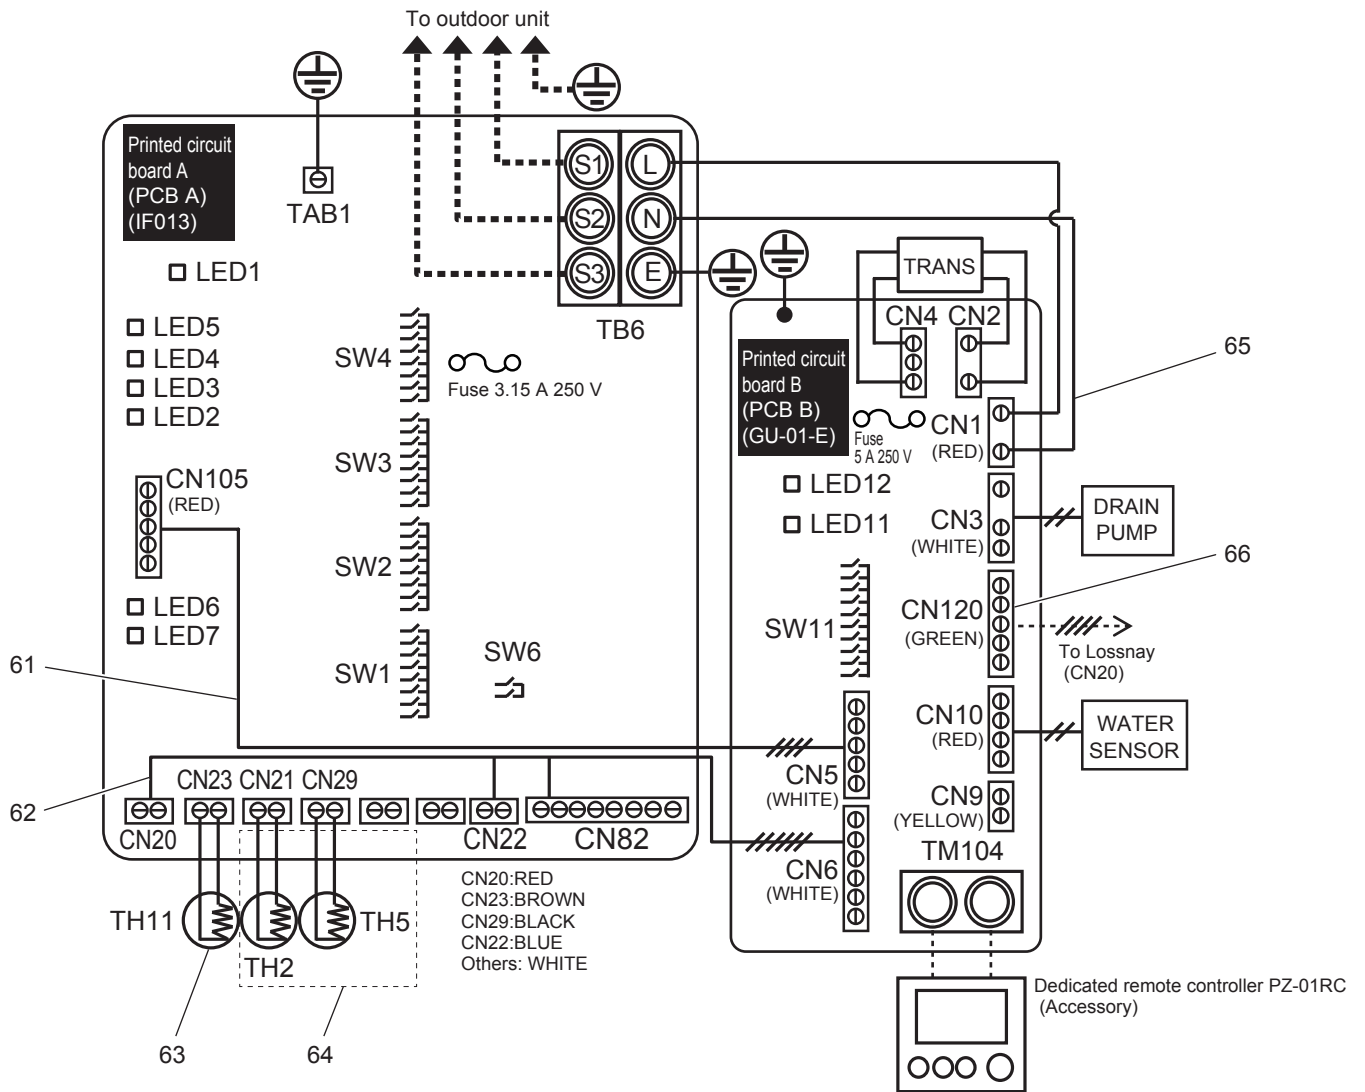 To outdoor unit
Printed circuit
board A
(PCB A)
(IF013)
TAB1
S1
L
S2
N
S3
E
TB6
LED1
LED5
LED4
LED3
LED2
SW4
Fuse 3.15 A 250 V
SW3
CN105
(RED)
SW2
LED6
LED7
SW1
SW6
61
62
CN23
CN21
CN29
CN20
CN22
CN82
TH11
TH2
TH5
63
64
CN20:RED
CN23:BROWN
CN29:BLACK
CN22:BLUE
Others: WHITE
TRANS
CN4
CN2
Printed circuit
board B
(PCB B)
(GU-01-E)
Fuse
5 A 250 V
CN1
(RED)
65
LED12
LED11
CN3
(WHITE)
DRAIN
PUMP
66
SW11
CN120
(GREEN)
To Lossnay
(CN20)
CN10
(RED)
WATER
SENSOR
CN5
(WHITE)
CN9
(YELLOW)
CN6
(WHITE)
TM104
Dedicated remote controller PZ-01RC
(Accessory)